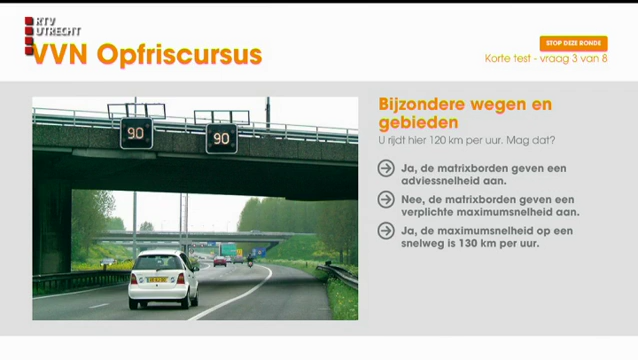 RTV
UTRECHT
VVN Opfriscursus
STOP DEZE RONDE
Korte test - vraag 3 van 8
90
90
Bijzondere wegen en
gebieden
U rijdt hier 120 km per uur. Mag dat?
Ja, de matrixborden geven een
adviessnelheid aan.
Nee, de matrixborden geven een
verplichte maximumsnelheid aan.
Ja, de maximumsnelheid op een
snelweg is 130 km per uur.